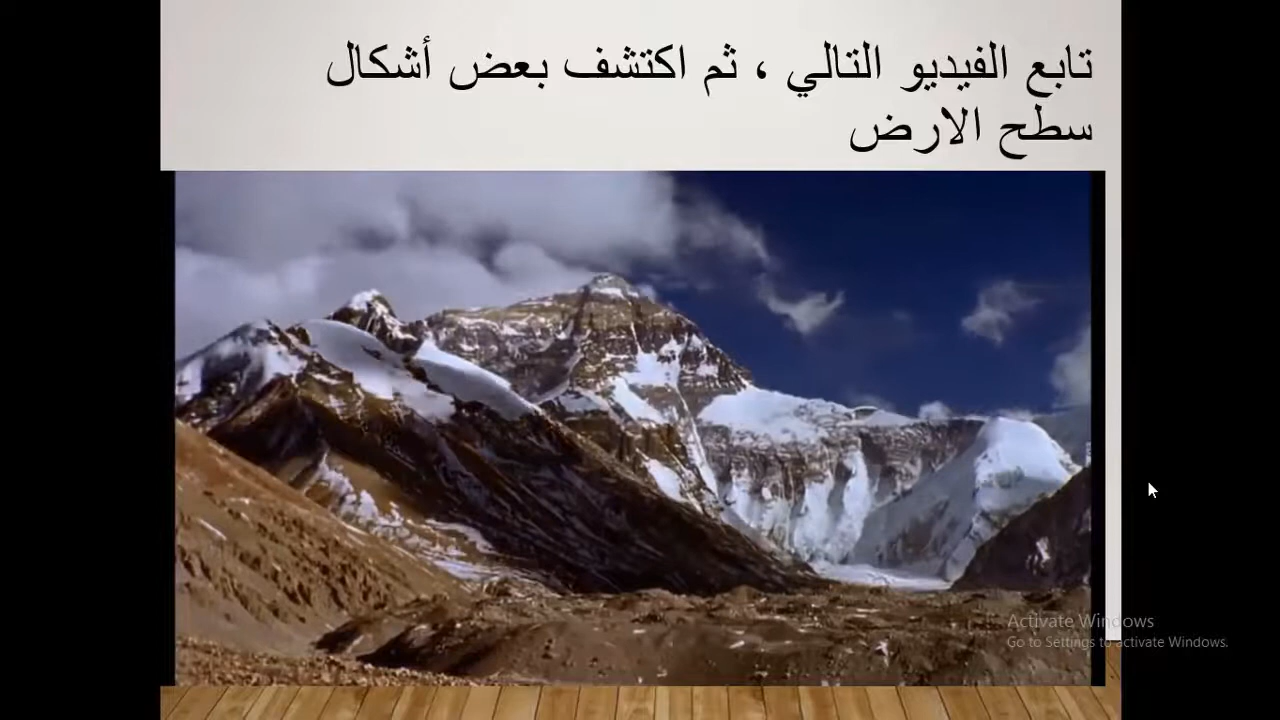 تابع الفيديو التالي ، ثم اكتشف بعض أشكال
سطح الارض
Activate Windows
Go to Settings to activate Windows.